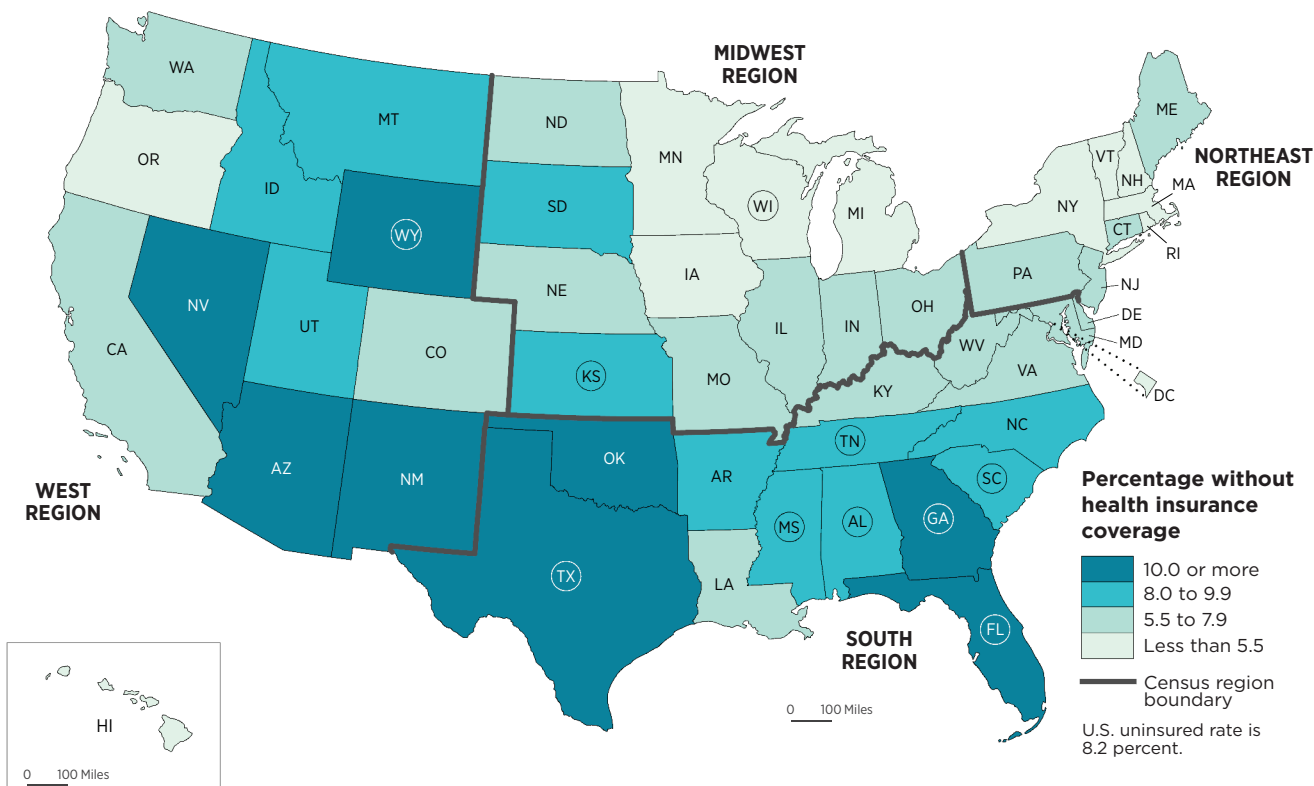 MIDWEST
REGION
WA
MT
ND
ME
MN
VT
NORTHEAST
REGION
OR
ID
SD
WI
MI
NY
NH
MA
WY
CT
RI
IA
PA
NV
NE
OH
NJ
UT
IL
IN
DE
CA
CO
WV
MD
KS
MO
VA
KY
DC
NC
TN
AZ
NM
OK
AR
SC
WEST
REGION
MS
AL
GA
TX
LA
FL
SOUTH
REGION
Percentage without
health insurance
coverage
10.0 or more
8.0 to 9.9
5.5 to 7.9
Less than 5.5
Census region
boundary
U.S. uninsured rate is
8.2 percent.
0 100 Miles
HI
0 100 Miles